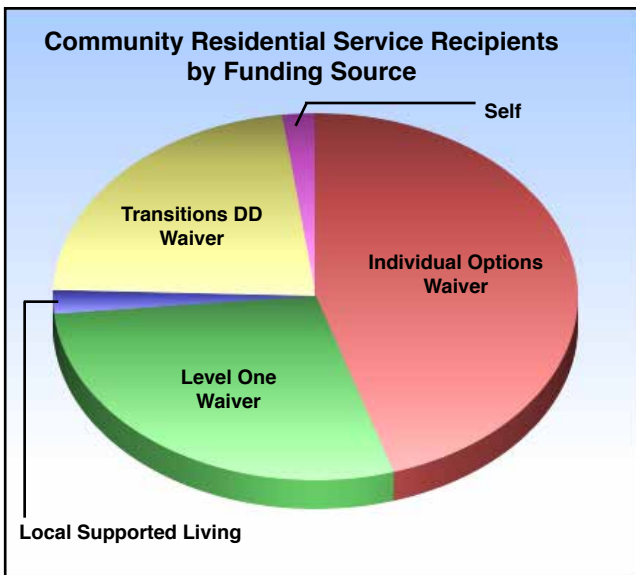 Community Residential Service Recipients
by Funding Source
Self
Transitions DD
Waiver
Individual Options
Waiver
Level One
Waiver
Local Supported Living